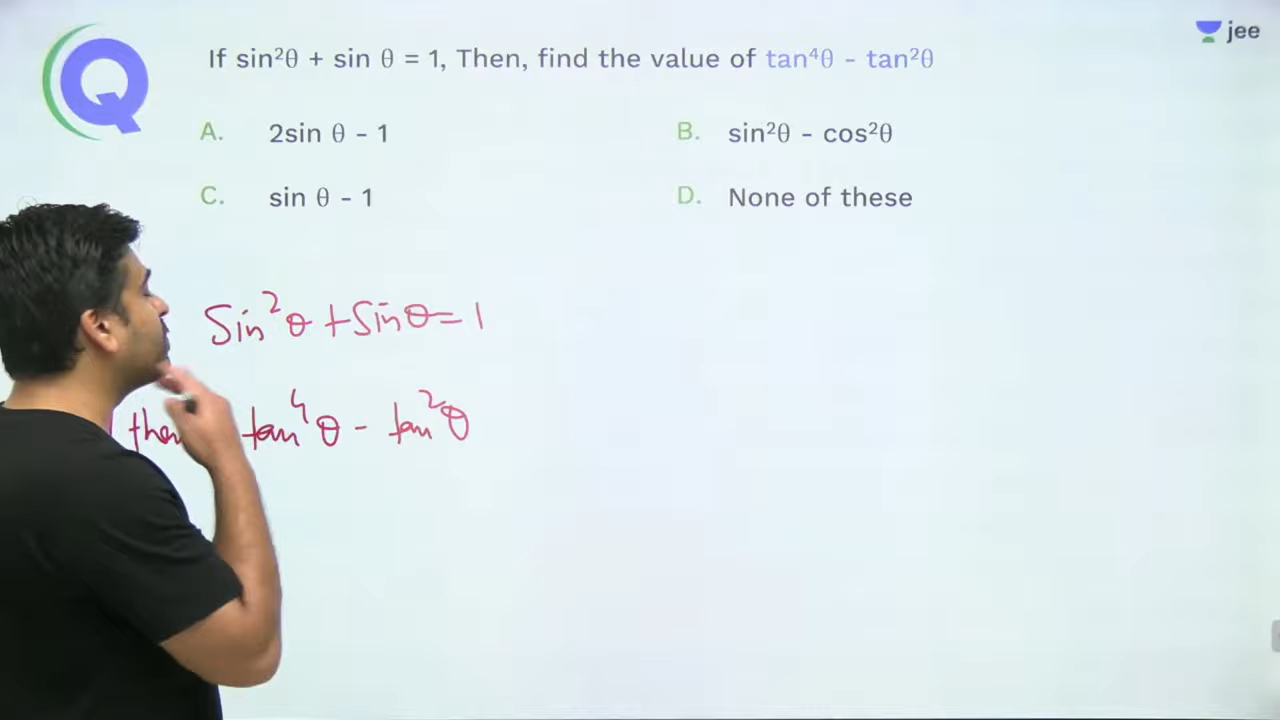 jee
If sin²θ + sin θ = 1, Then, find the value of tan⁴θ - tan²θ
A. 2sin θ - 1
B. sin²θ - cos²θ
C. sin θ - 1
D. None of these
Sin²θ + Sinθ = 1
then tan⁴θ - tan²θ